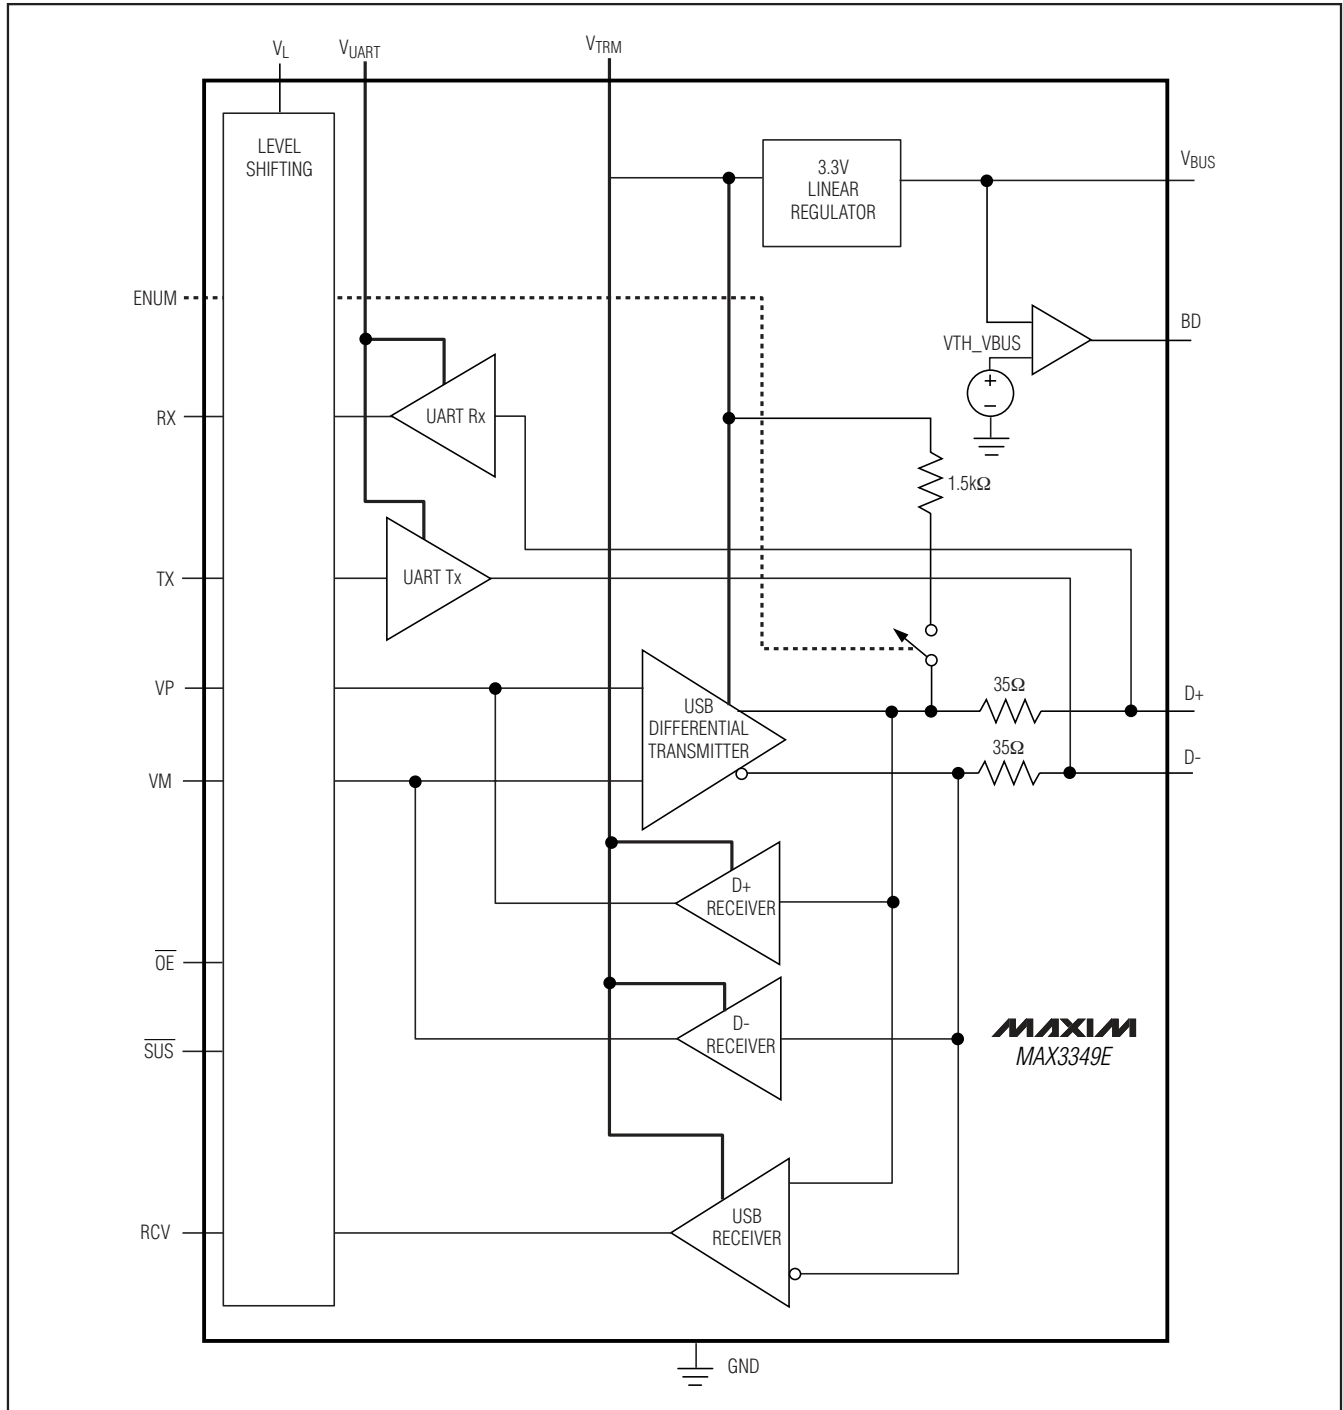 VL
VUART
VTRM
LEVEL
SHIFTING
3.3V
LINEAR
REGULATOR
VBUS
ENUM
BD
VTH_VBUS
+
−
RX
UART Rx
1.5kΩ
TX
UART Tx
VP
USB
DIFFERENTIAL
TRANSMITTER
35Ω
D+
35Ω
D-
VM
D+
RECEIVER
OE
D-
RECEIVER
SUS
MAXIM
MAX3349E
RCV
USB
RECEIVER
GND